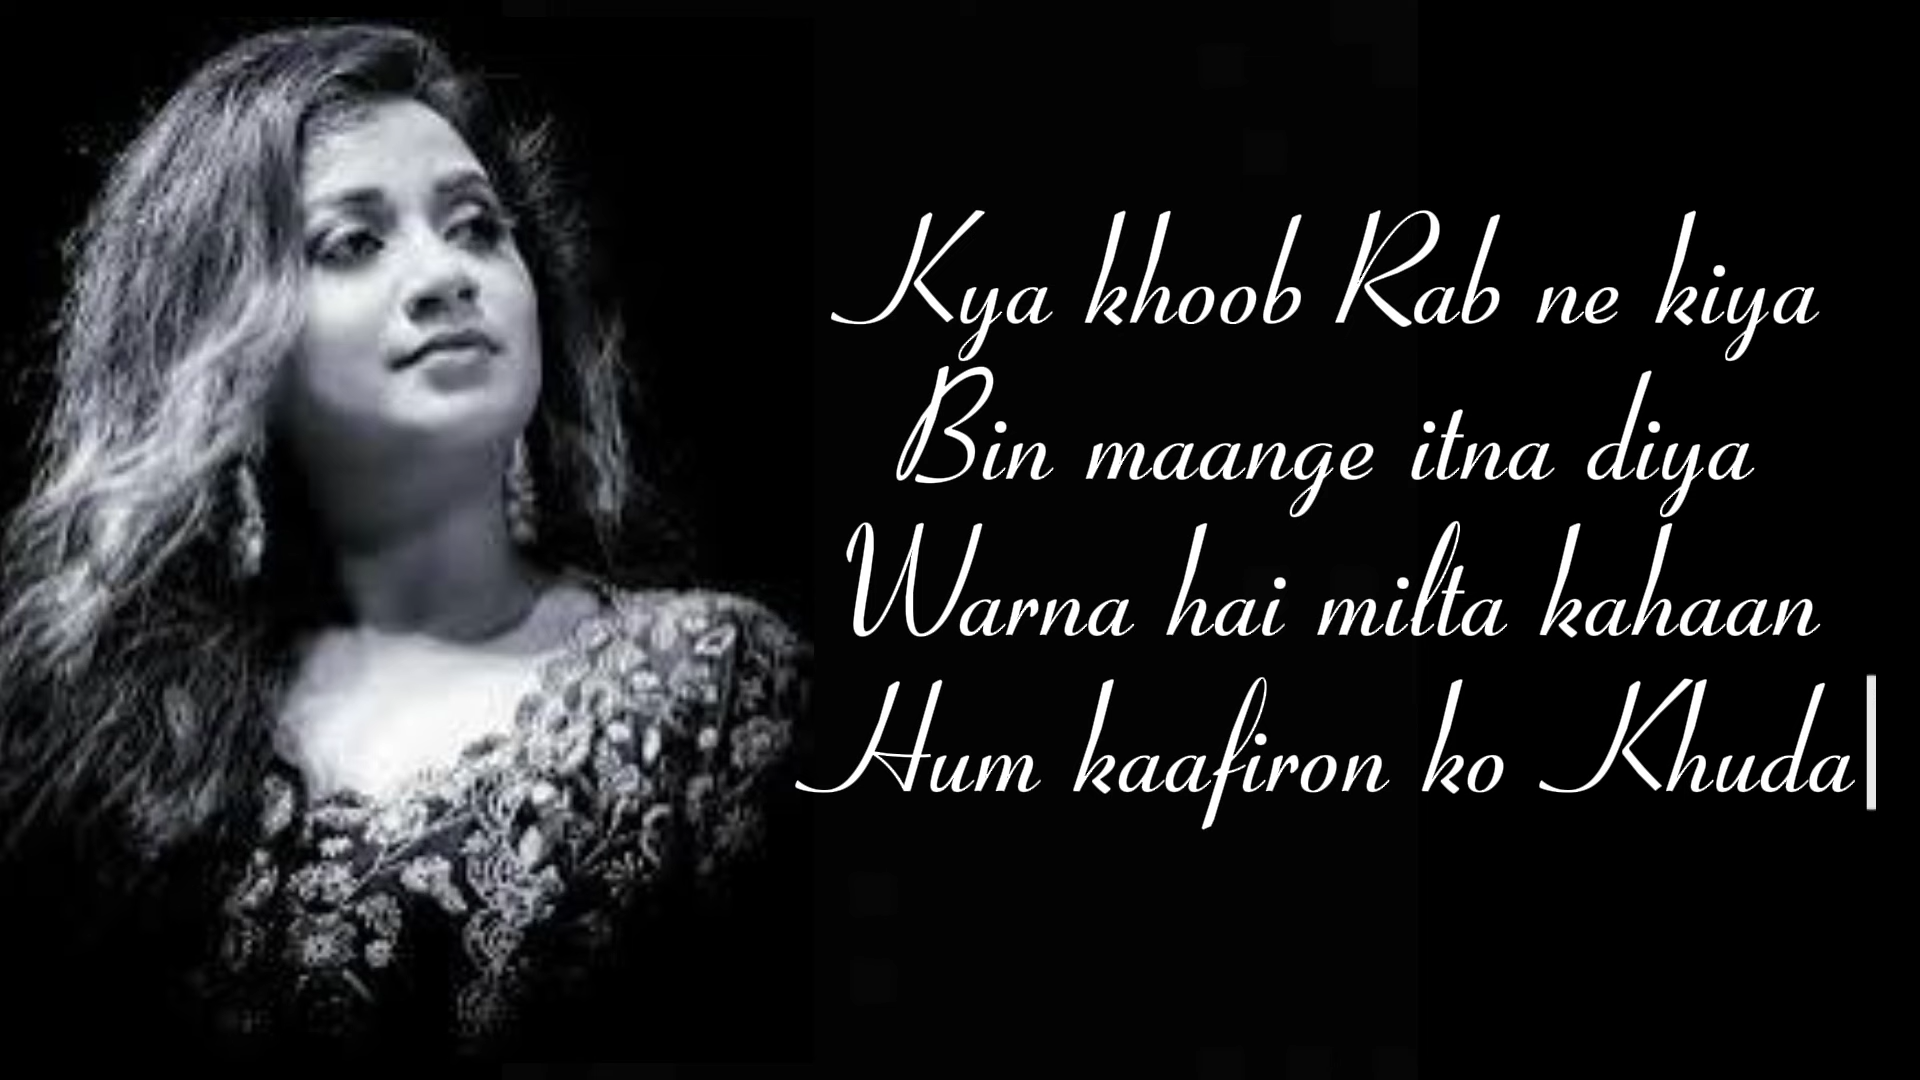 Kya khoob Rab ne kiya
Bin maange itna diya
Warna hai milta kahaan
Hum kaafiron ko Khuda